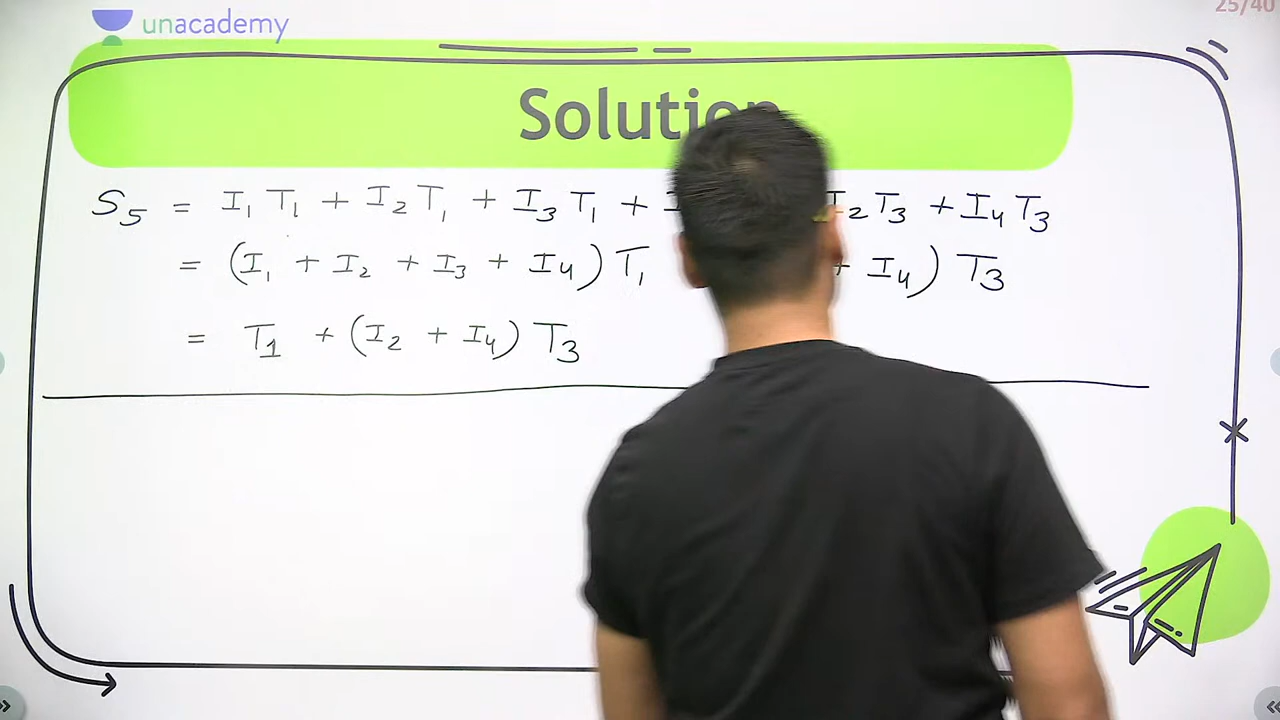 25/40
unacademy
Solution
S₅ = I₁ T₁ + I₂ T₁ + I₃ T₁ + I₂ T₃ + I₄ T₃
= (I₁ + I₂ + I₃ + I₄) T₁ + I₄) T₃
= T₁ + (I₂ + I₄) T₃